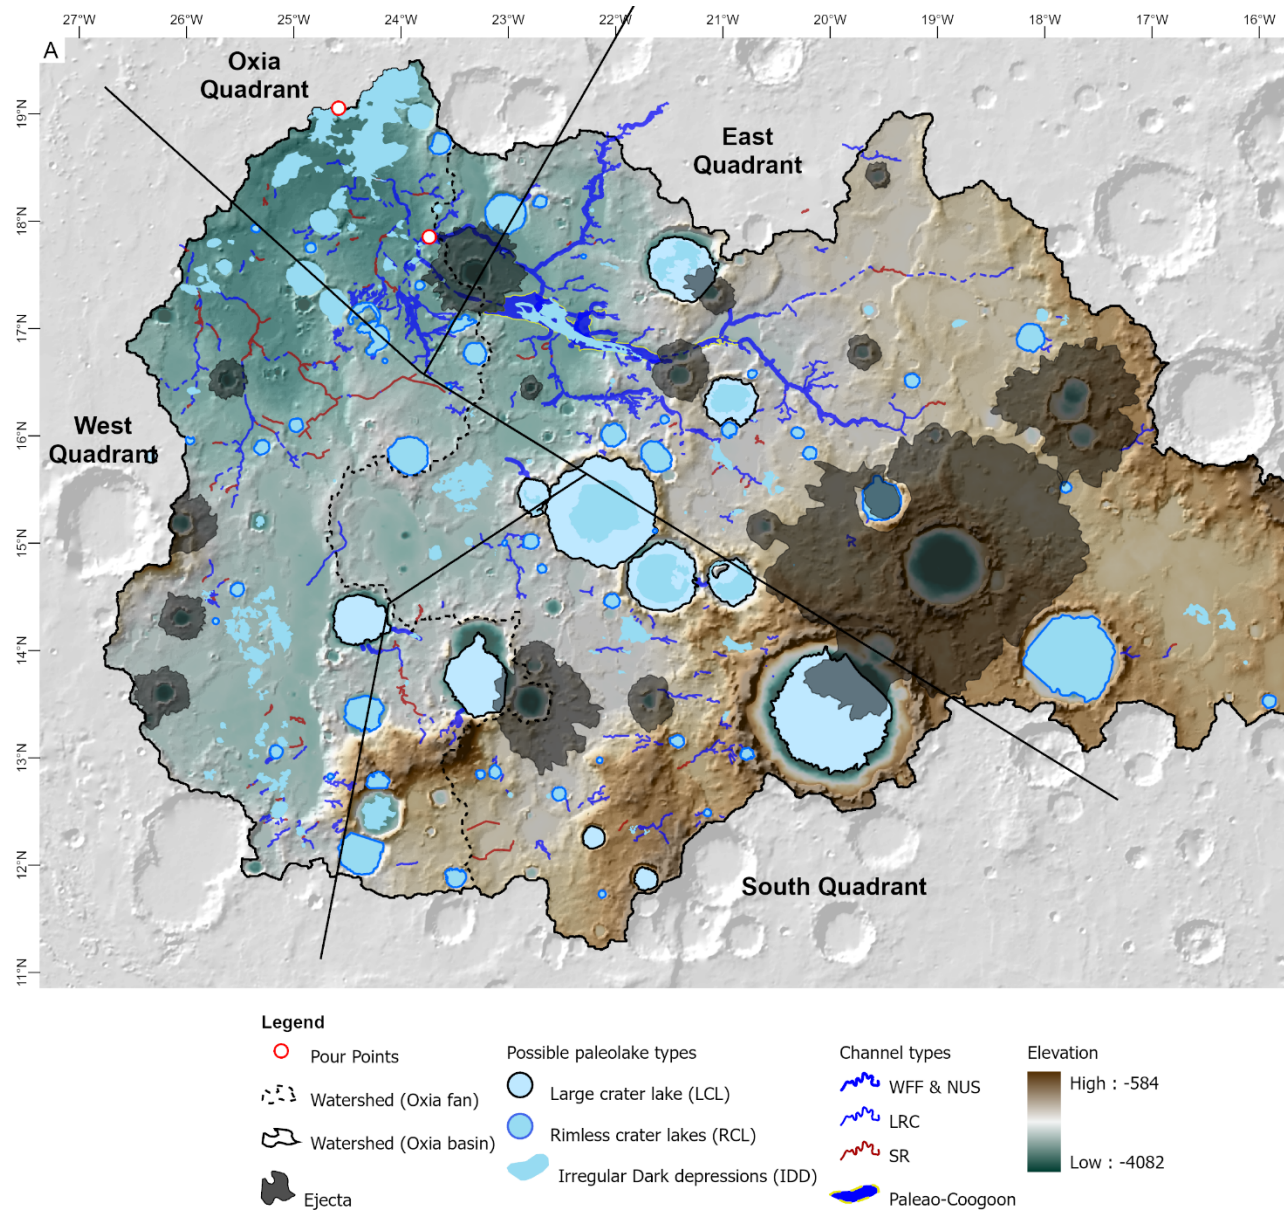 27°W 26°W 25°W 24°W 23°W 22°W 21°W 20°W 19°W 18°W 17°W 16°W
A
Oxia
Quadrant
East
Quadrant
West
Quadrant
South Quadrant
19°N
18°N
17°N
16°N
15°N
14°N
13°N
12°N
11°N
Legend
Pour Points
Watershed (Oxia fan)
Watershed (Oxia basin)
Ejecta
Possible paleolake types
Large crater lake (LCL)
Rimless crater lakes (RCL)
Irregular Dark depressions (IDD)
Channel types
WFF & NUS
LRC
SR
Paleao-Coogoon
Elevation
High : -584
Low : -4082